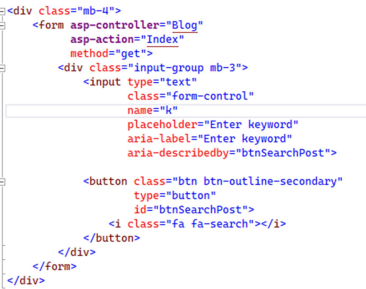 <div class="mb-4">
    <form asp-controller="Blog"
          asp-action="Index"
          method="get">
        <div class="input-group mb-3">
            <input type="text"
                   class="form-control"
                   name="k"
                   placeholder="Enter keyword"
                   aria-label="Enter keyword"
                   aria-describedby="btnSearchPost">

            <button class="btn btn-outline-secondary"
                    type="button"
                    id="btnSearchPost">
                <i class="fa fa-search"></i>
            </button>
        </div>
    </form>
</div>